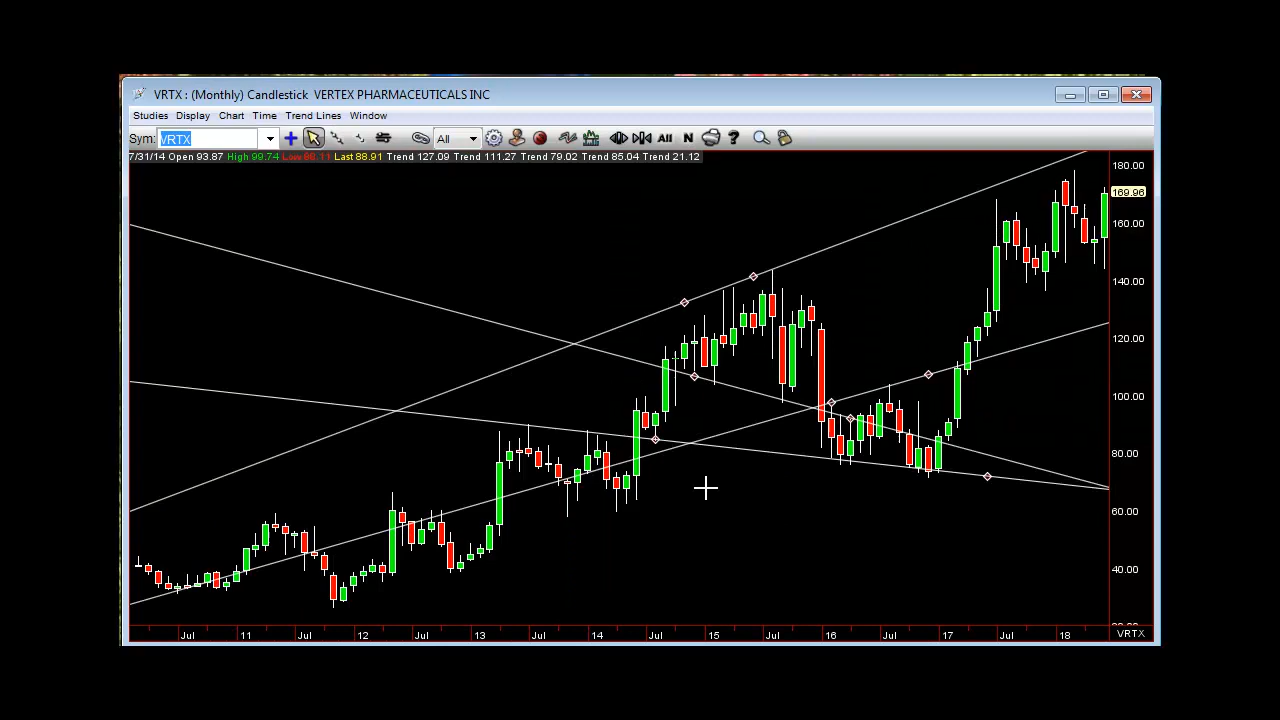 VRTX : (Monthly) Candlestick VERTEX PHARMACEUTICALS INC
Studies Display Chart Time Trend Lines Window
Sym: VRTX All All N ?
7/31/14 Open 93.87 High 99.74 Low 88.11 Last 88.91 Trend 127.09 Trend 111.27 Trend 79.02 Trend 85.04 Trend 21.12
180.00
169.96
160.00
140.00
120.00
100.00
80.00
60.00
40.00
Jul 11 Jul 12 Jul 13 Jul 14 Jul 15 Jul 16 Jul 17 Jul 18 VRTX